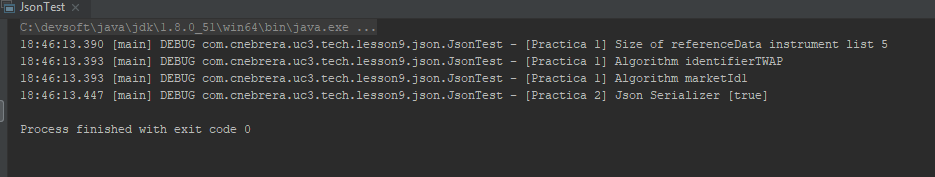 JsonTest ×
C:\devsoft\java\jdk\1.8.0_51\win64\bin\java.exe ...
18:46:13.390 [main] DEBUG com.cnebrera.uc3.tech.lesson9.json.JsonTest - [Practica 1] Size of referenceData instrument list 5
18:46:13.393 [main] DEBUG com.cnebrera.uc3.tech.lesson9.json.JsonTest - [Practica 1] Algorithm identifierTWAP
18:46:13.393 [main] DEBUG com.cnebrera.uc3.tech.lesson9.json.JsonTest - [Practica 1] Algorithm marketId1
18:46:13.447 [main] DEBUG com.cnebrera.uc3.tech.lesson9.json.JsonTest - [Practica 2] Json Serializer [true]
Process finished with exit code 0